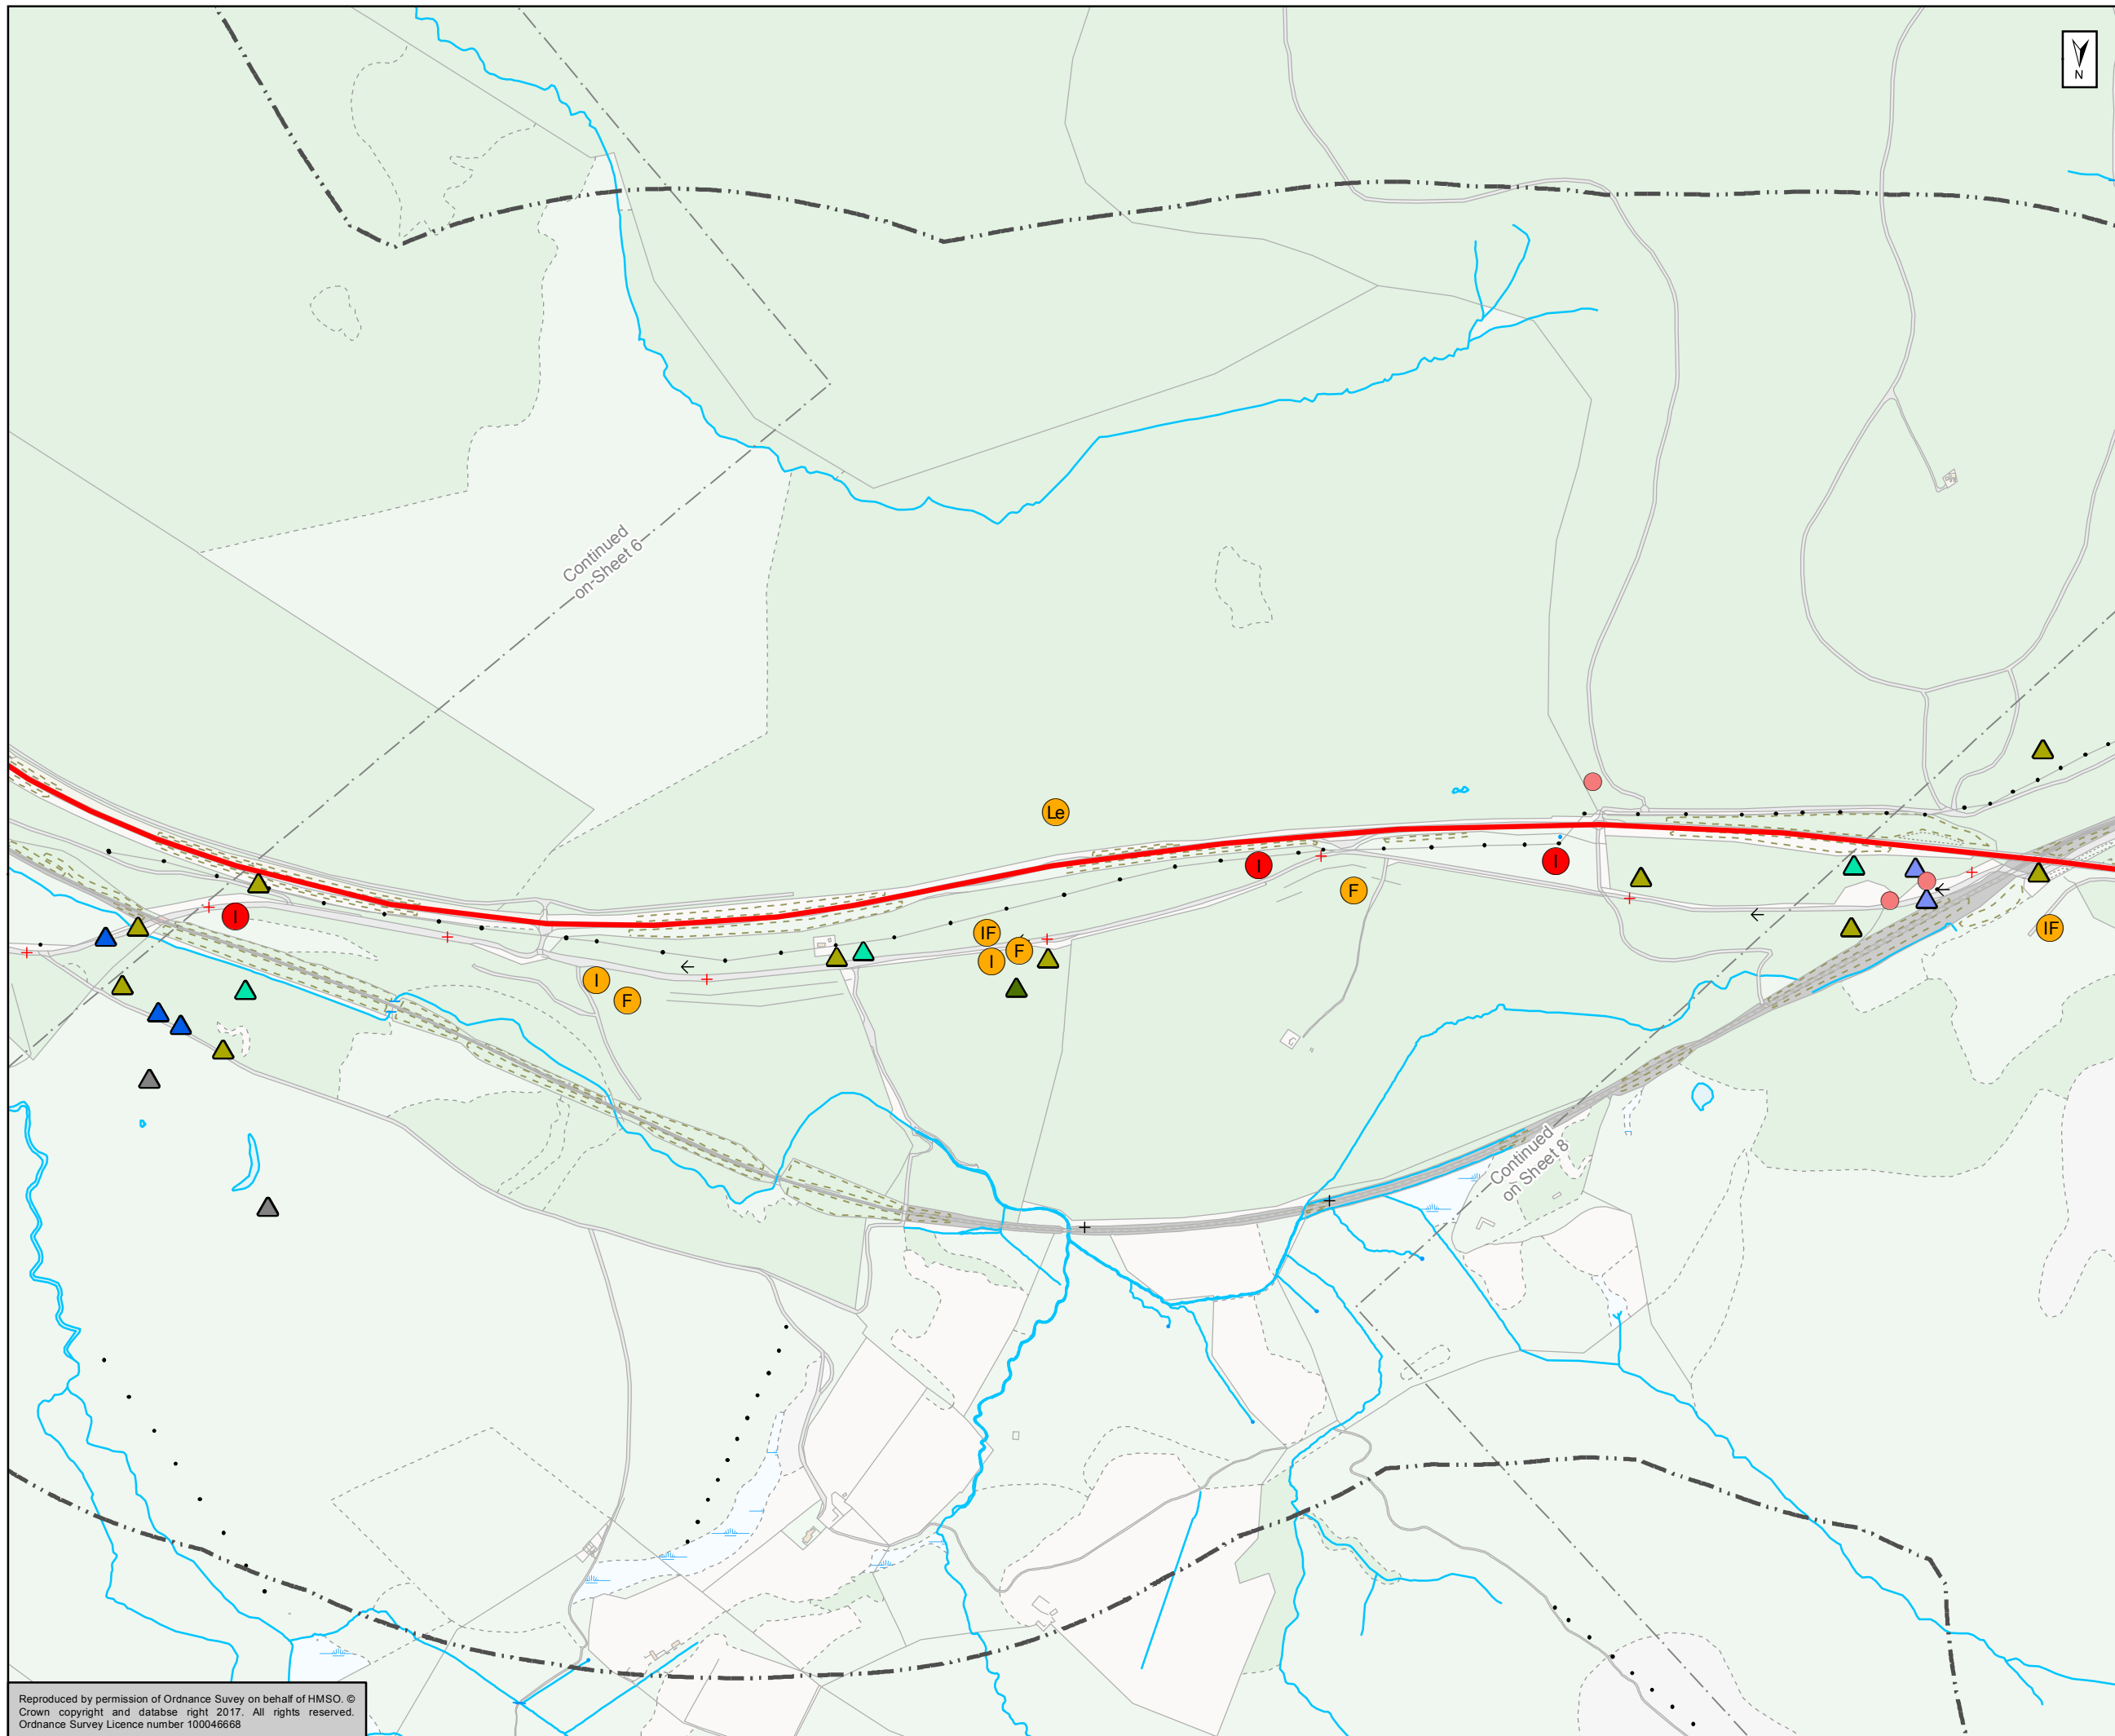 N
Continued
on Sheet 6
Le
I
I
F
I
IF
F
I
IF
I
F
Continued
on Sheet 8
Reproduced by permission of Ordnance Suvey on behalf of HMSO. ©
Crown copyright and databse right 2017. All rights reserved.
Ordnance Survey Licence number 100046668